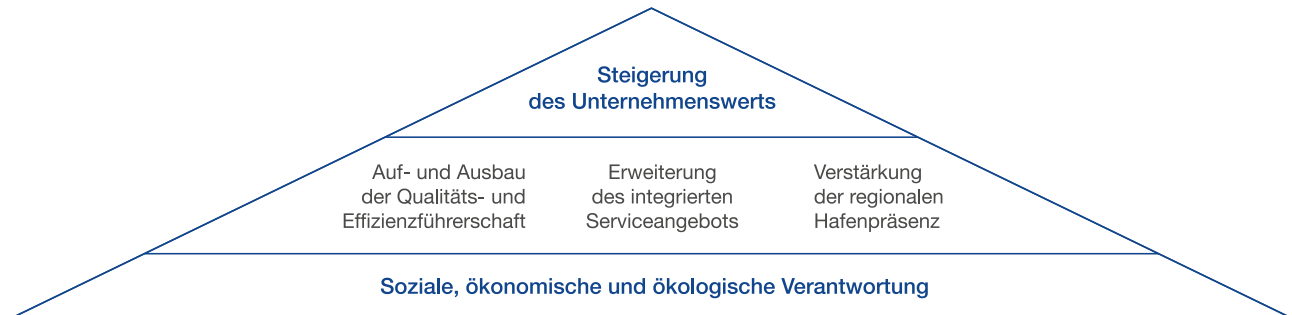 Steigerung
des Unternehmenswerts
Auf- und Ausbau
der Qualitäts- und
Effizienzführerschaft
Erweiterung
des integrierten
Serviceangebots
Verstärkung
der regionalen
Hafenpräsenz
Soziale, ökonomische und ökologische Verantwortung